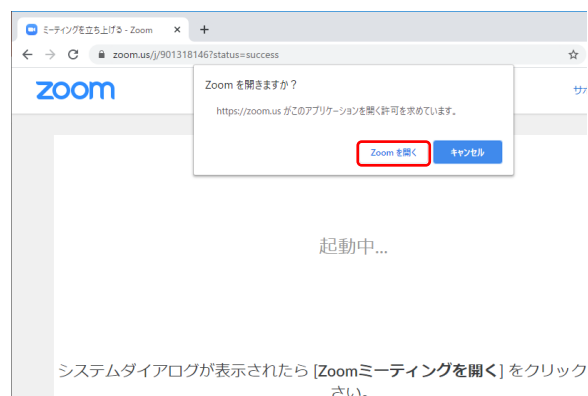 ミーティングを立ち上げる - Zoom
zoom.us/j/901318146?status=success
zoom
サポ
Zoom を開きますか？
https://zoom.us がこのアプリケーションを開く許可を求めています。
Zoom を開く
キャンセル
起動中...
システムダイアログが表示されたら [Zoomミーティングを開く] をクリック
さい。